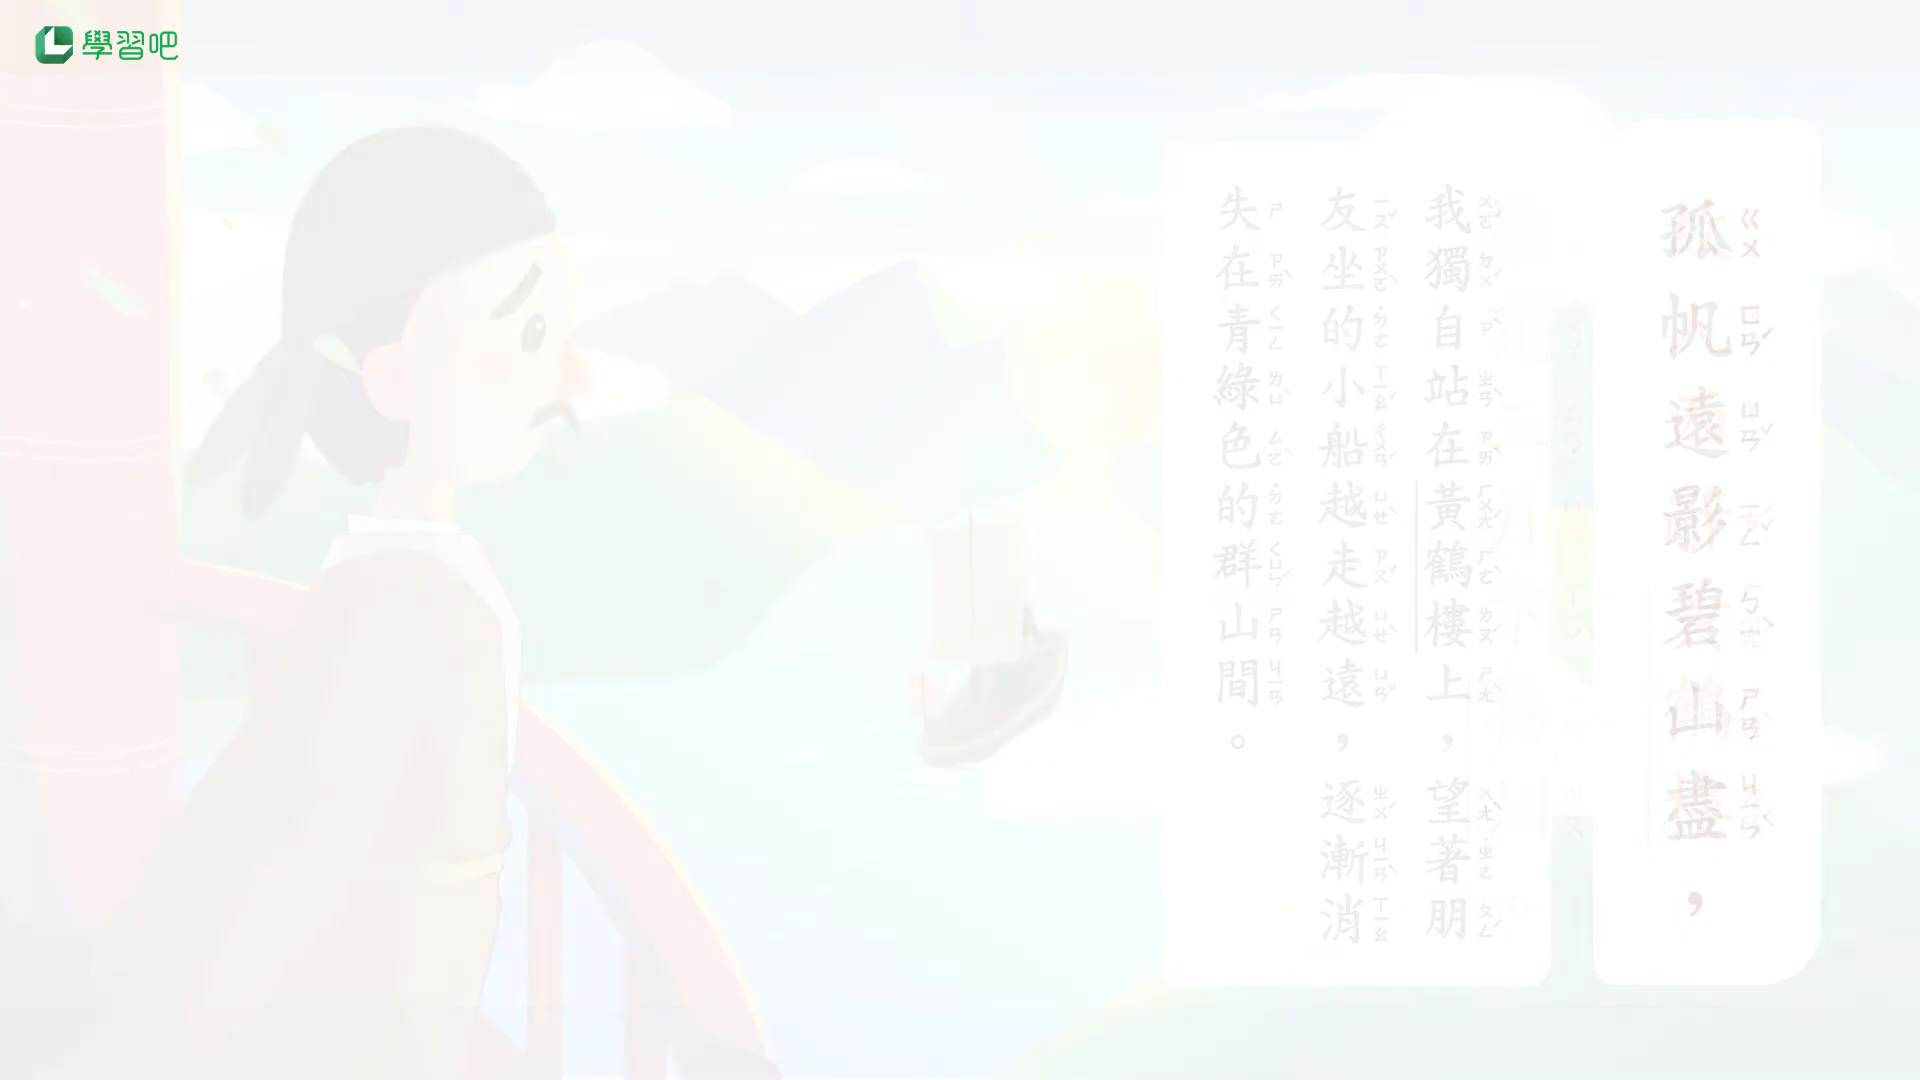 學習吧
孤帆遠影碧山盡，
我獨自站在黃鶴樓上，望著朋
友坐的小船越走越遠，逐漸消
失在青綠色的群山間。